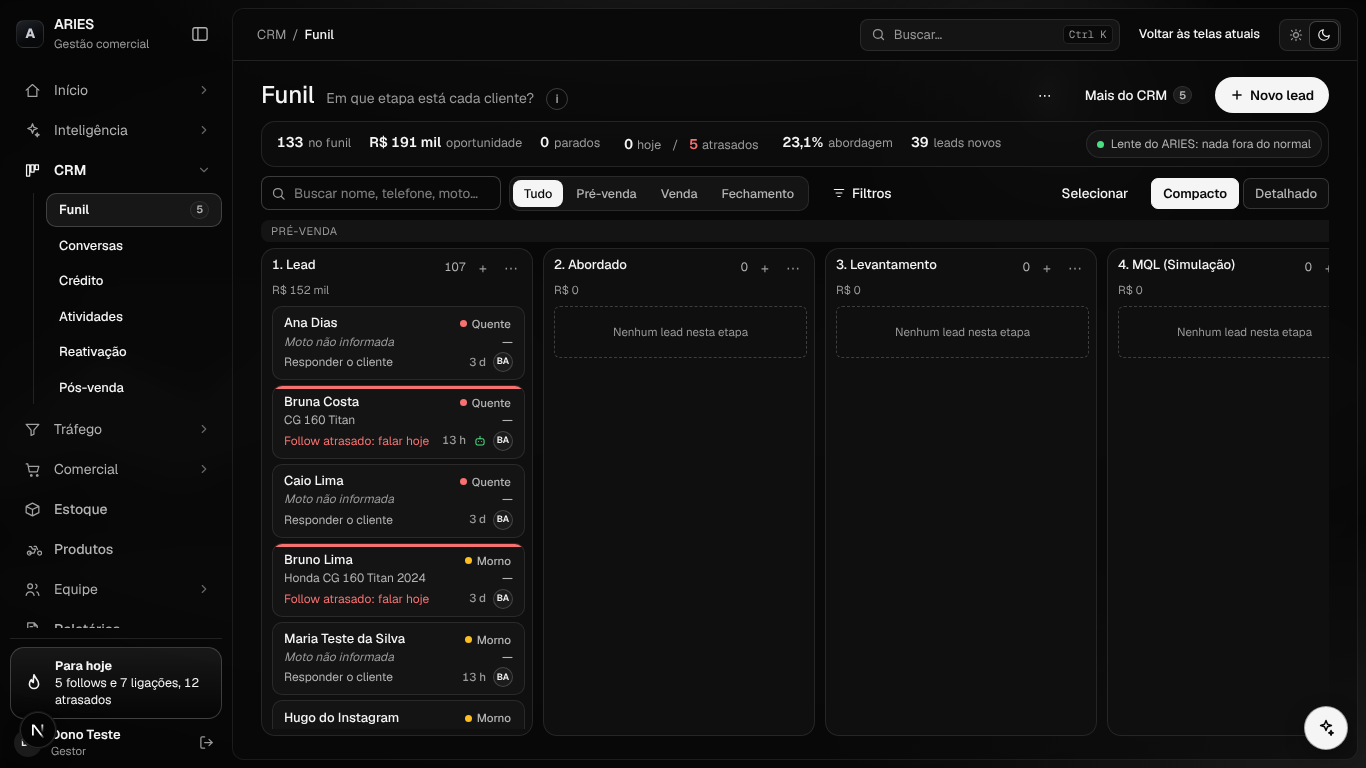 A
ARIES
Gestão comercial
Início
Inteligência
CRM
Funil 5
Conversas
Crédito
Atividades
Reativação
Pós-venda
Tráfego
Comercial
Estoque
Produtos
Equipe
Relatórios
Para hoje
5 follows e 7 ligações, 12
atrasados
N
Dono Teste
Gestor
CRM / Funil
Buscar... Ctrl K
Voltar às telas atuais
Funil Em que etapa está cada cliente? i
... Mais do CRM 5 + Novo lead
133 no funil R$ 191 mil oportunidade 0 parados 0 hoje / 5 atrasados 23,1% abordagem 39 leads novos
Lente do ARIES: nada fora do normal
Buscar nome, telefone, moto...
Tudo Pré-venda Venda Fechamento
Filtros
Selecionar
Compacto Detalhado
PRÉ-VENDA
1. Lead 107 + ...
R$ 152 mil
Ana Dias Quente
Moto não informada —
Responder o cliente 3 d BA
Bruna Costa Quente
CG 160 Titan —
Follow atrasado: falar hoje 13 h BA
Caio Lima Quente
Moto não informada —
Responder o cliente 3 d BA
Bruno Lima Morno
Honda CG 160 Titan 2024 —
Follow atrasado: falar hoje 3 d BA
Maria Teste da Silva Morno
Moto não informada —
Responder o cliente 13 h BA
Hugo do Instagram Morno
2. Abordado 0 + ...
R$ 0
Nenhum lead nesta etapa
3. Levantamento 0 + ...
R$ 0
Nenhum lead nesta etapa
4. MQL (Simulação) 0 +
R$ 0
Nenhum lead nesta etapa